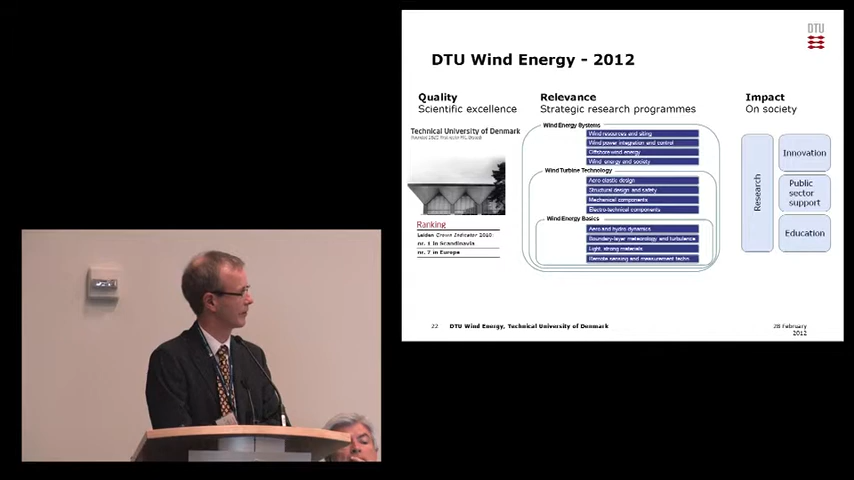 DTU
DTU Wind Energy - 2012
Quality
Scientific excellence
Technical University of Denmark
Ranking
Leiden Crown Indicator 2010:
nr. 1 in Scandinavia
nr. 7 in Europe
Relevance
Strategic research programmes
Wind Energy Systems
Wind resources and siting
Wind power integration and control
Offshore wind energy
Wind energy and society
Wind Turbine Technology
Aero elastic design
Structural design and safety
Mechanical components
Electro-technical components
Wind Energy Basics
Aero and hydro dynamics
Boundary-layer meteorology and turbulence
Light, strong materials
Remote sensing and measurement techn.
Impact
On society
Research
Innovation
Public
sector
support
Education
22 DTU Wind Energy, Technical University of Denmark
28 February
2012